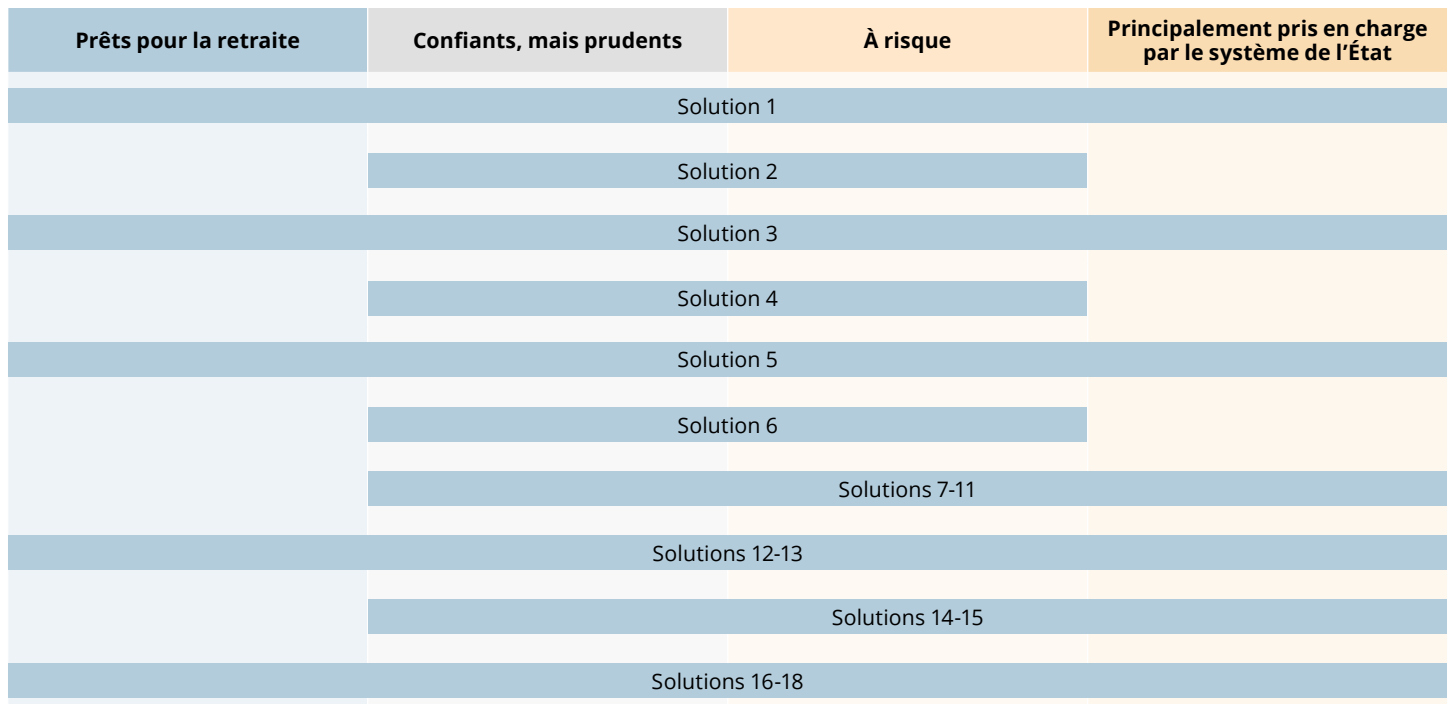 Prêts pour la retraite
Confiants, mais prudents
À risque
Principalement pris en charge
par le système de l’État
Solution 1
Solution 2
Solution 3
Solution 4
Solution 5
Solution 6
Solutions 7-11
Solutions 12-13
Solutions 14-15
Solutions 16-18